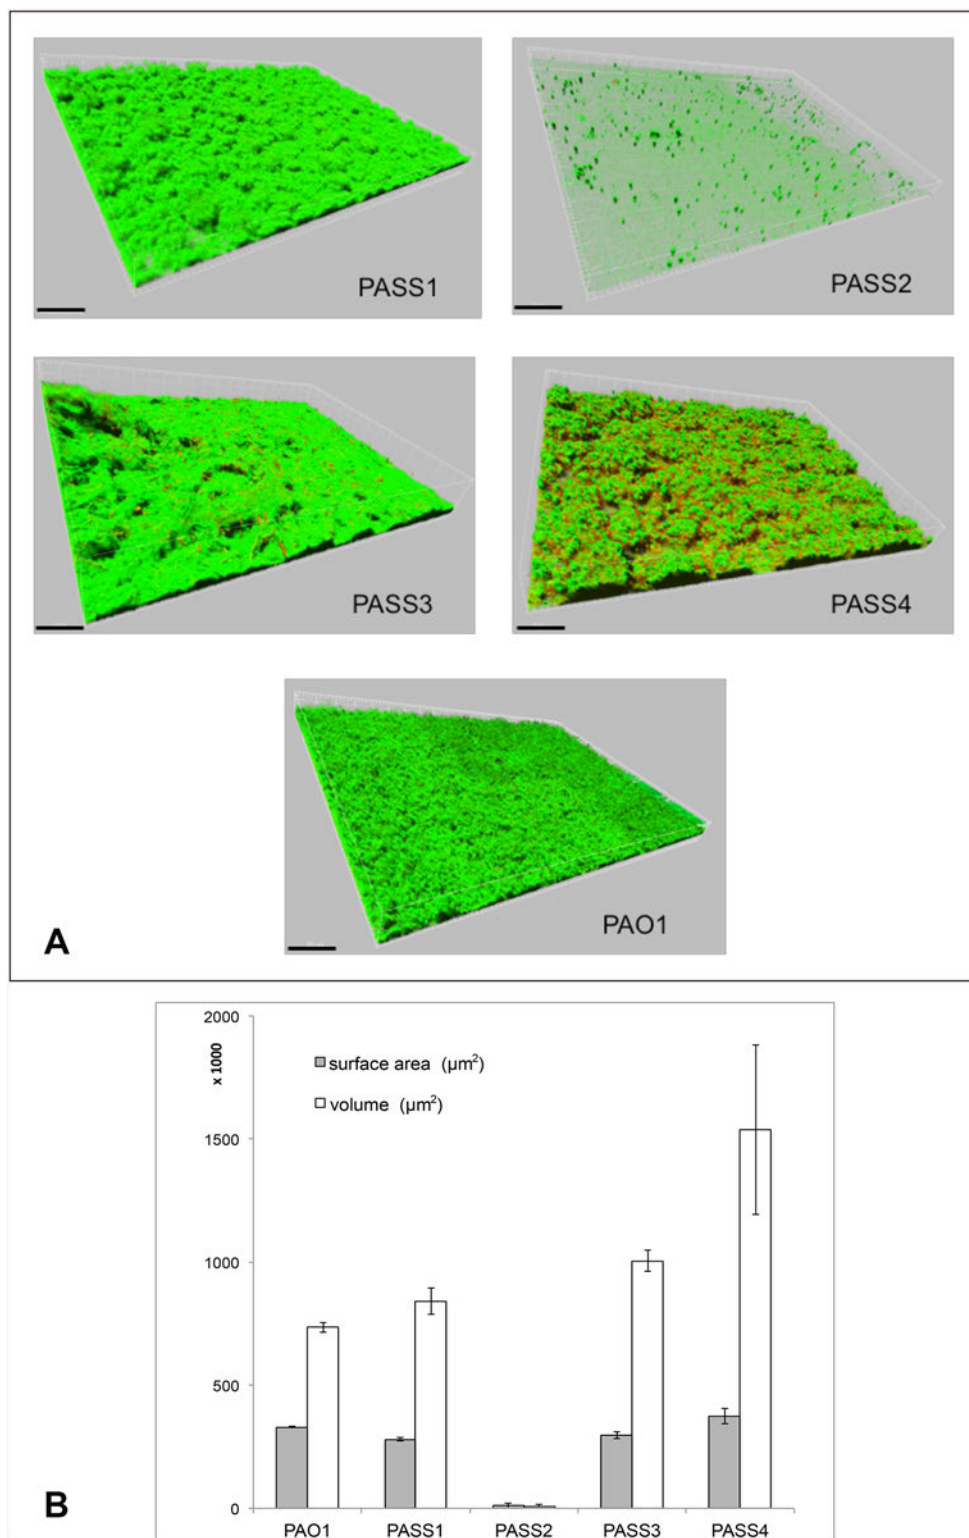 PASS1
PASS2
PASS3
PASS4
PAO1
A
2000
x 1000
surface area (µm²)
volume (µm²)
1500
1000
500
0
PAO1 PASS1 PASS2 PASS3 PASS4
B